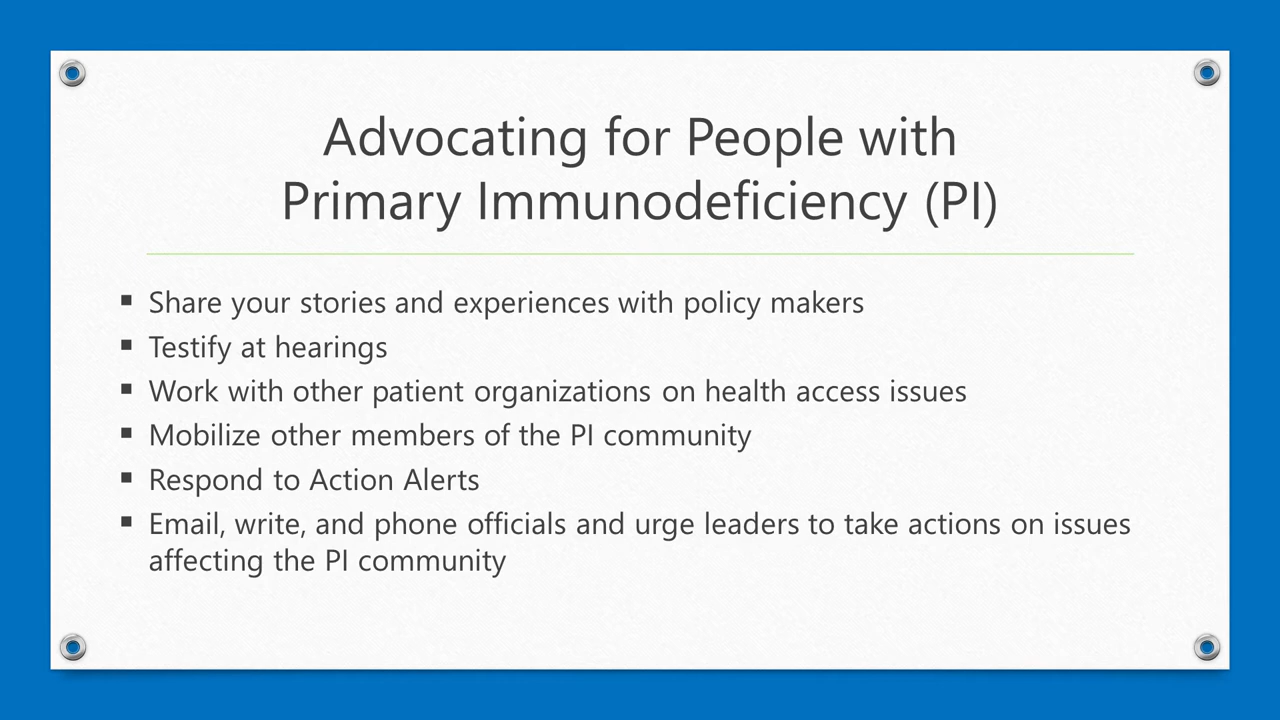 Advocating for People with
Primary Immunodeficiency (PI)
▪ Share your stories and experiences with policy makers
▪ Testify at hearings
▪ Work with other patient organizations on health access issues
▪ Mobilize other members of the PI community
▪ Respond to Action Alerts
▪ Email, write, and phone officials and urge leaders to take actions on issues
affecting the PI community